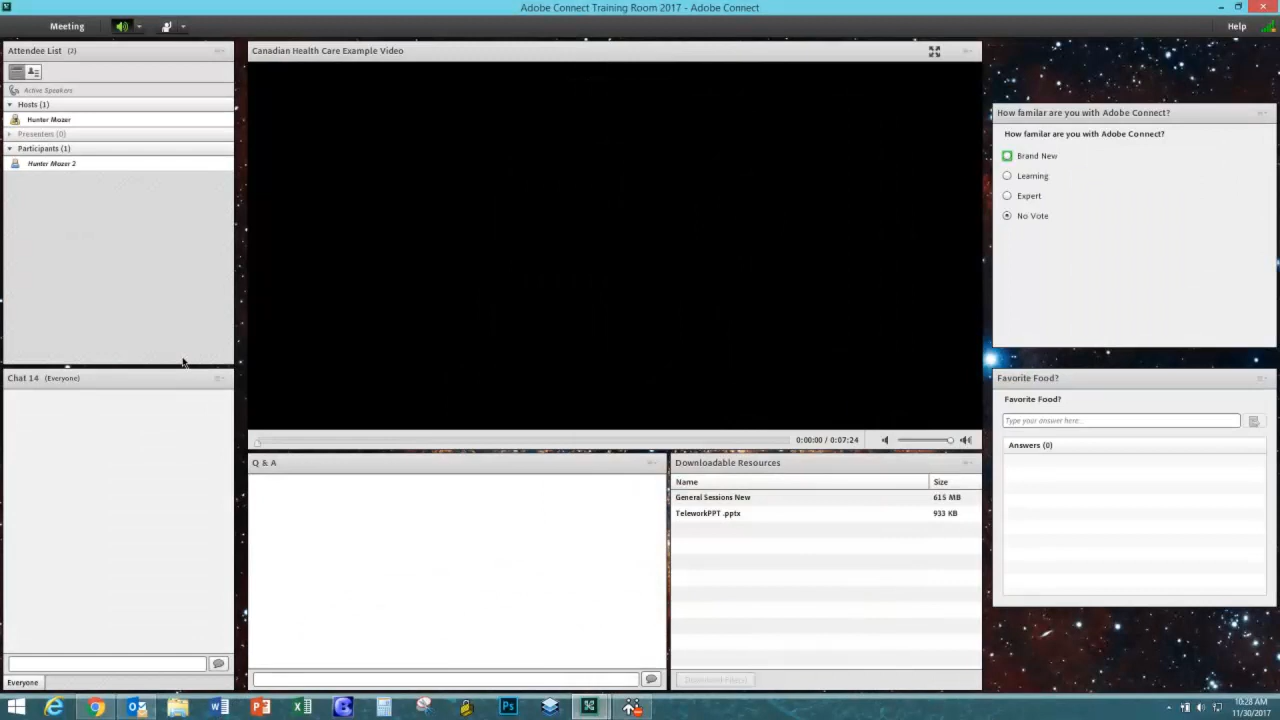 Adobe Connect Training Room 2017 - Adobe Connect
Meeting
Help
Attendee List (2)
Active Speakers
Hosts (1)
Hunter Mozer
Presenters (0)
Participants (1)
Hunter Mozer 2
Chat 14 (Everyone)
Everyone
Canadian Health Care Example Video
0:00:00 / 0:07:24
Q & A
Downloadable Resources
Name Size
General Sessions New 615 MB
TeleworkPPT .pptx 933 KB
Download File(s)
How familar are you with Adobe Connect?
How familar are you with Adobe Connect?
Brand New
Learning
Expert
No Vote
Favorite Food?
Favorite Food?
Type your answer here...
Answers (0)
10:28 AM
11/30/2017